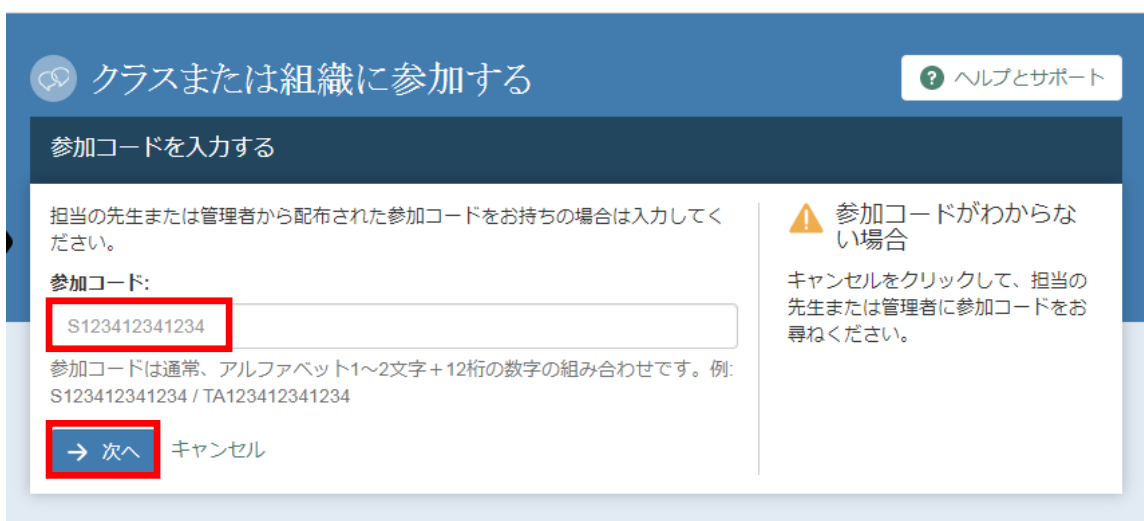 クラスまたは組織に参加する
ヘルプとサポート
参加コードを入力する
担当の先生または管理者から配布された参加コードをお持ちの場合は入力してく
ださい。
参加コード:
S123412341234
参加コードは通常、アルファベット1〜2文字+12桁の数字の組み合わせです。例:
S123412341234 / TA123412341234
次へ キャンセル
参加コードがわからな
い場合
キャンセルをクリックして、担当の
先生または管理者に参加コードをお
尋ねください。